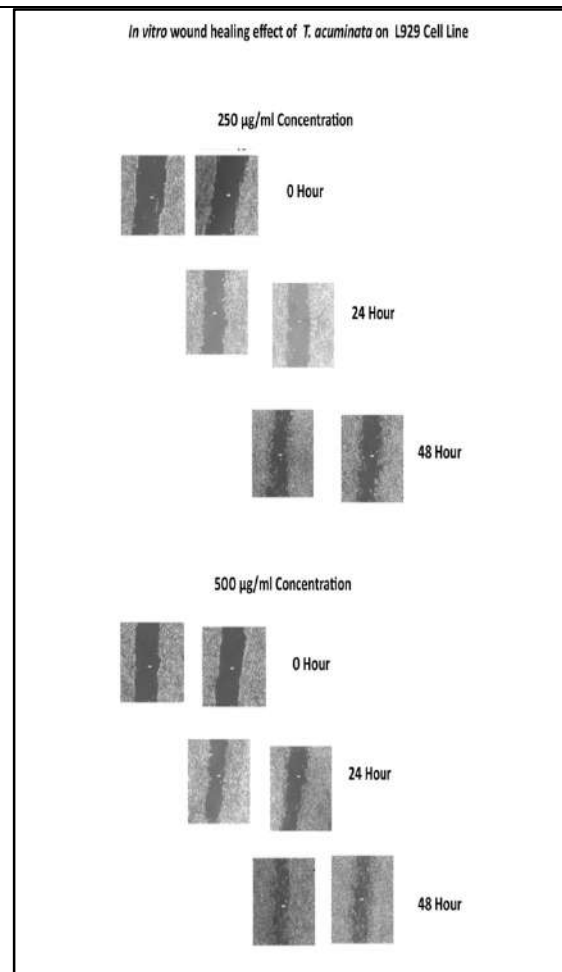 In vitro wound healing effect of T. acuminata on L929 Cell Line
250 µg/ml Concentration
0 Hour
24 Hour
48 Hour
500 µg/ml Concentration
0 Hour
24 Hour
48 Hour